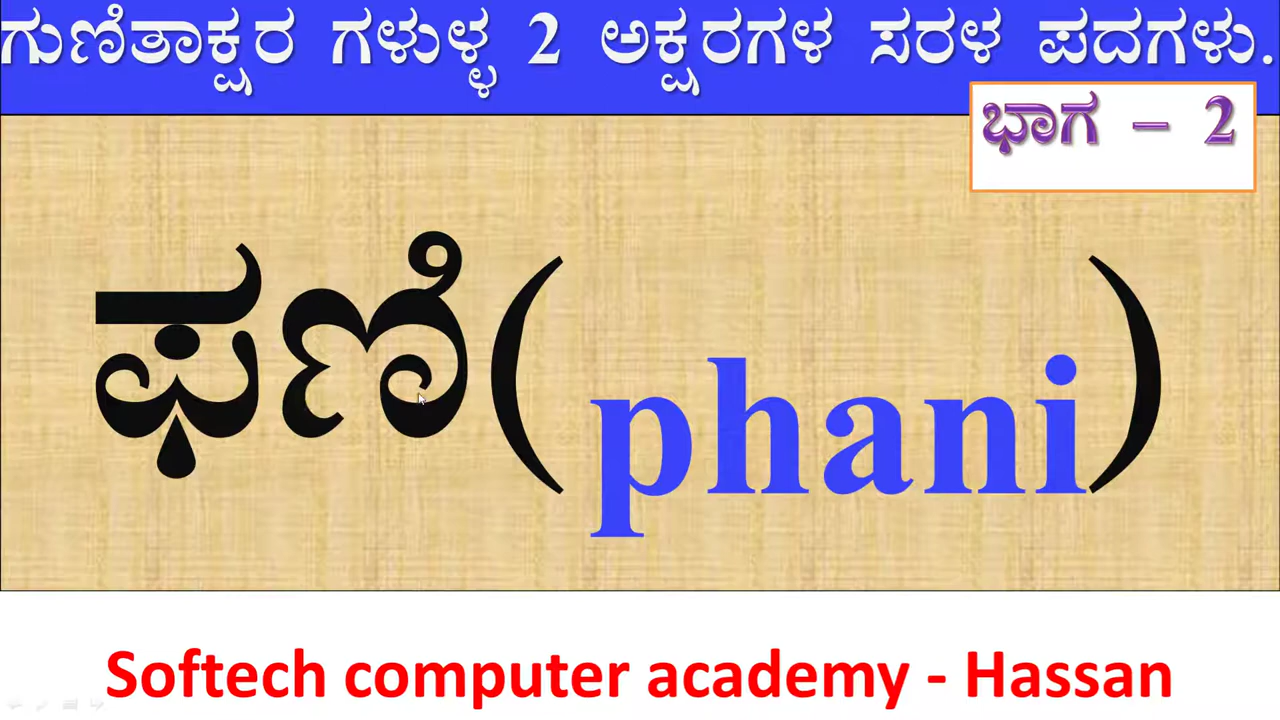 ಗುಣಿತಾಕ್ಷರ ಗಳುಳ್ಳ 2 ಅಕ್ಷರಗಳ ಸರಳ ಪದಗಳು.
ಭಾಗ – 2
ಫಣಿ(phani)
Softech computer academy - Hassan